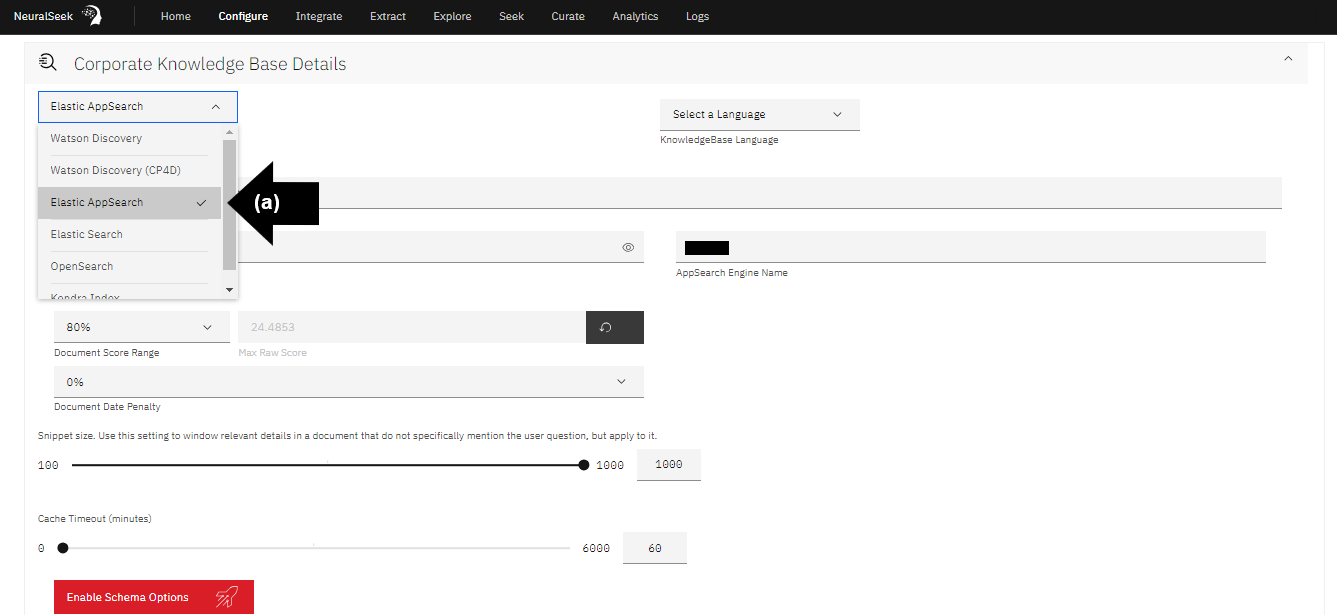 NeuralSeek Home Configure Integrate Extract Explore Seek Curate Analytics Logs
Corporate Knowledge Base Details
Elastic AppSearch
Select a Language
KnowledgeBase Language
Watson Discovery
Watson Discovery (CP4D)
Elastic AppSearch
(a)
Elastic Search
OpenSearch
Kendra Index
AppSearch Engine Name
80%
24.4853
Document Score Range
Max Raw Score
0%
Document Date Penalty
Snippet size. Use this setting to window relevant details in a document that do not specifically mention the user question, but apply to it.
100 1000 1000
Cache Timeout (minutes)
0 6000 60
Enable Schema Options